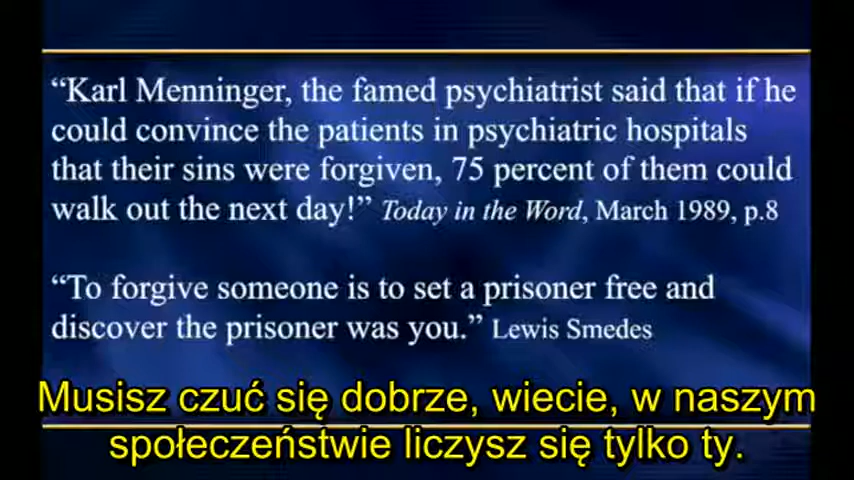 “Karl Menninger, the famed psychiatrist said that if he
could convince the patients in psychiatric hospitals
that their sins were forgiven, 75 percent of them could
walk out the next day!” Today in the Word, March 1989, p.8
“To forgive someone is to set a prisoner free and
discover the prisoner was you.” Lewis Smedes
Musisz czuć się dobrze, wiecie, w naszym
społeczeństwie liczysz się tylko ty.